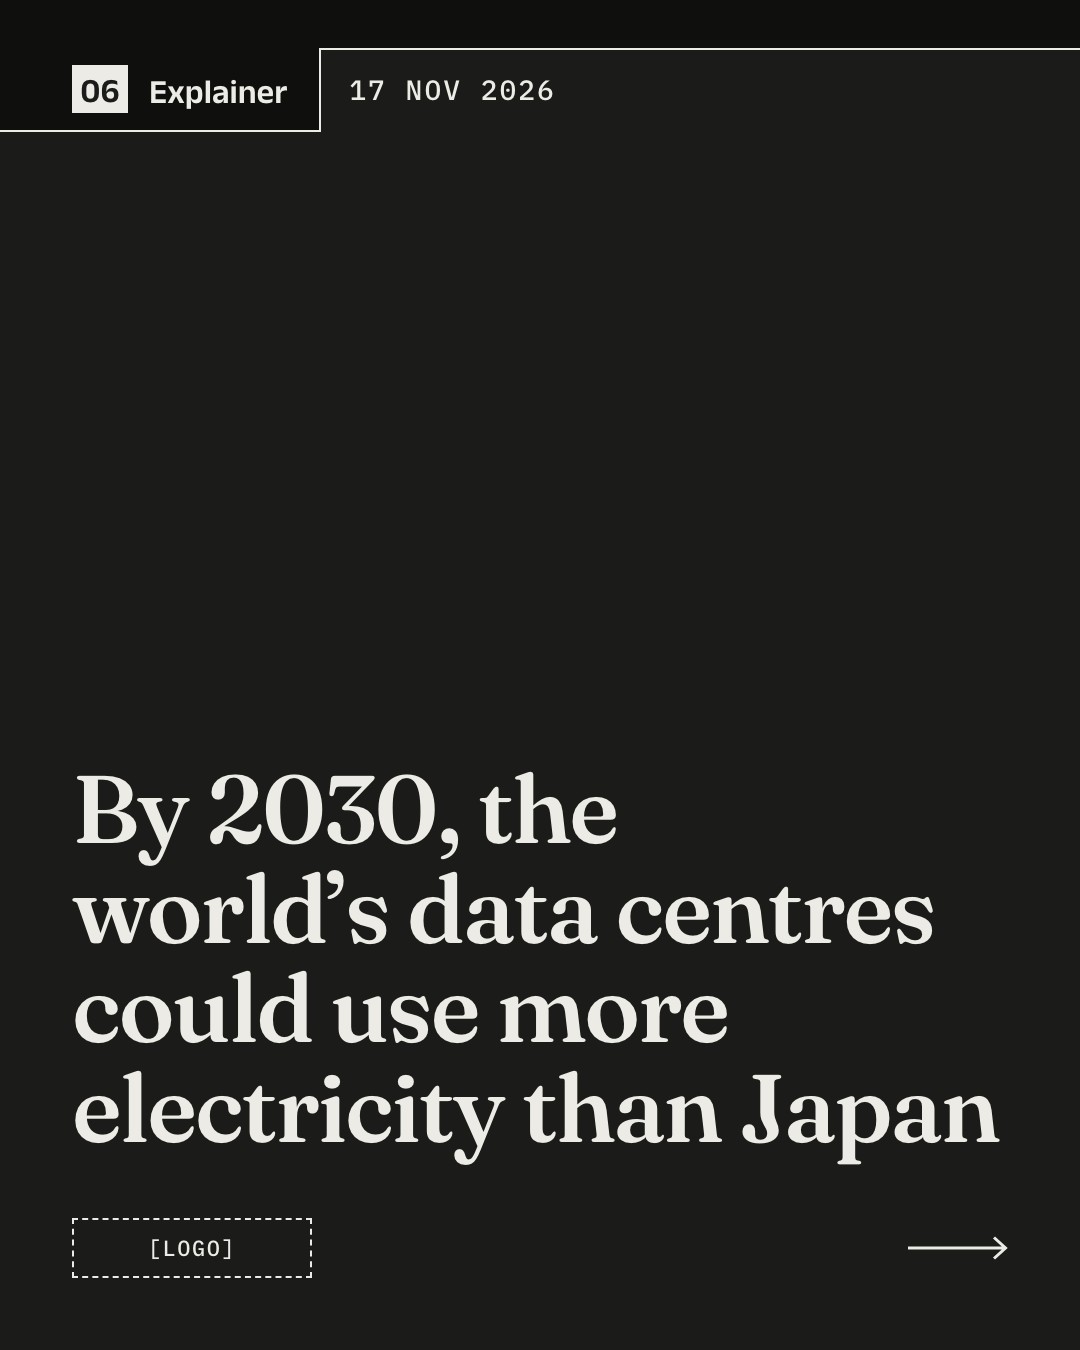 06 Explainer
17 NOV 2026
By 2030, the
world’s data centres
could use more
electricity than Japan
[LOGO]